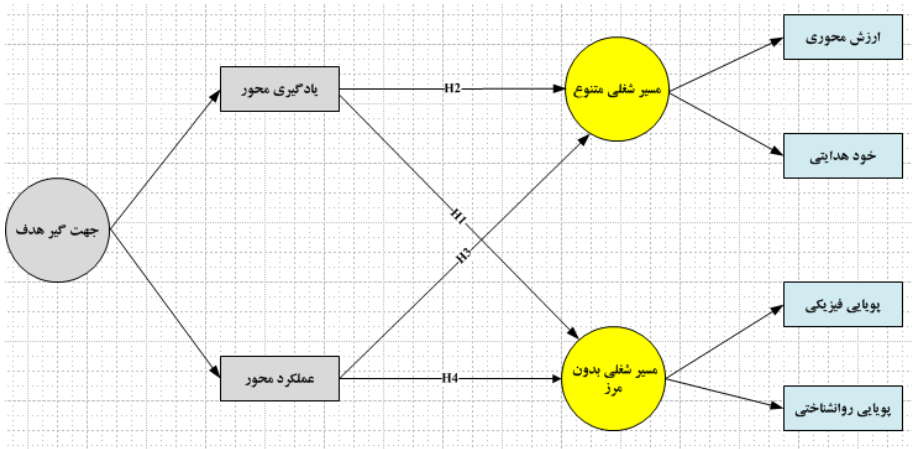 ارزش محوری
یادگیری محور
H2
مسیر شغلی متنوع
خود هدایتی
H1
جهت گیر هدف
H3
پویایی فیزیکی
عملکرد محور
H4
مسیر شغلی بدون
مرز
پویایی روانشناختی